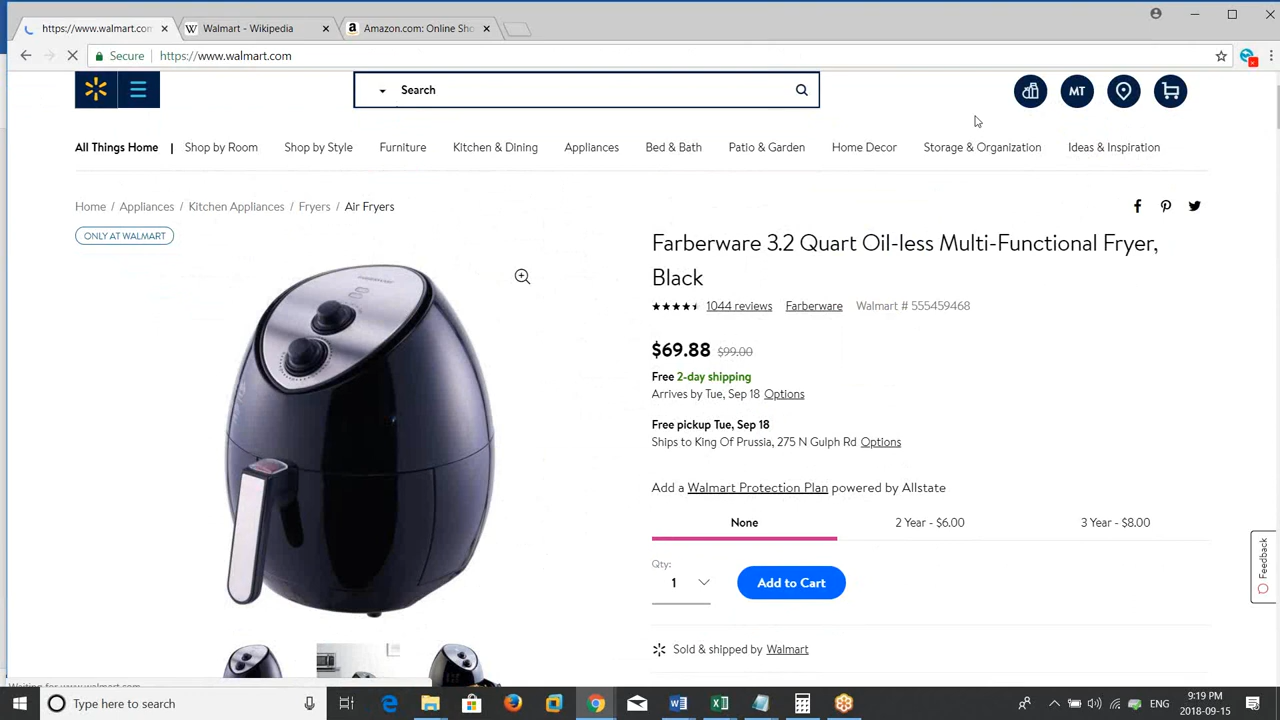 https://www.walmart.com
Walmart - Wikipedia
Amazon.com: Online Sho
Secure
https://www.walmart.com
Search
MT
All Things Home
Shop by Room
Shop by Style
Furniture
Kitchen & Dining
Appliances
Bed & Bath
Patio & Garden
Home Decor
Storage & Organization
Ideas & Inspiration
Home / Appliances / Kitchen Appliances / Fryers / Air Fryers
ONLY AT WALMART
Farberware 3.2 Quart Oil-less Multi-Functional Fryer,
Black
1044 reviews Farberware Walmart # 555459468
$69.88 $99.00
Free 2-day shipping
Arrives by Tue, Sep 18 Options
Free pickup Tue, Sep 18
Ships to King Of Prussia, 275 N Gulph Rd Options
Add a Walmart Protection Plan powered by Allstate
None
2 Year - $6.00
3 Year - $8.00
Qty:
1
Add to Cart
Feedback
Sold & shipped by Walmart
Type here to search
9:19 PM
2018-09-15